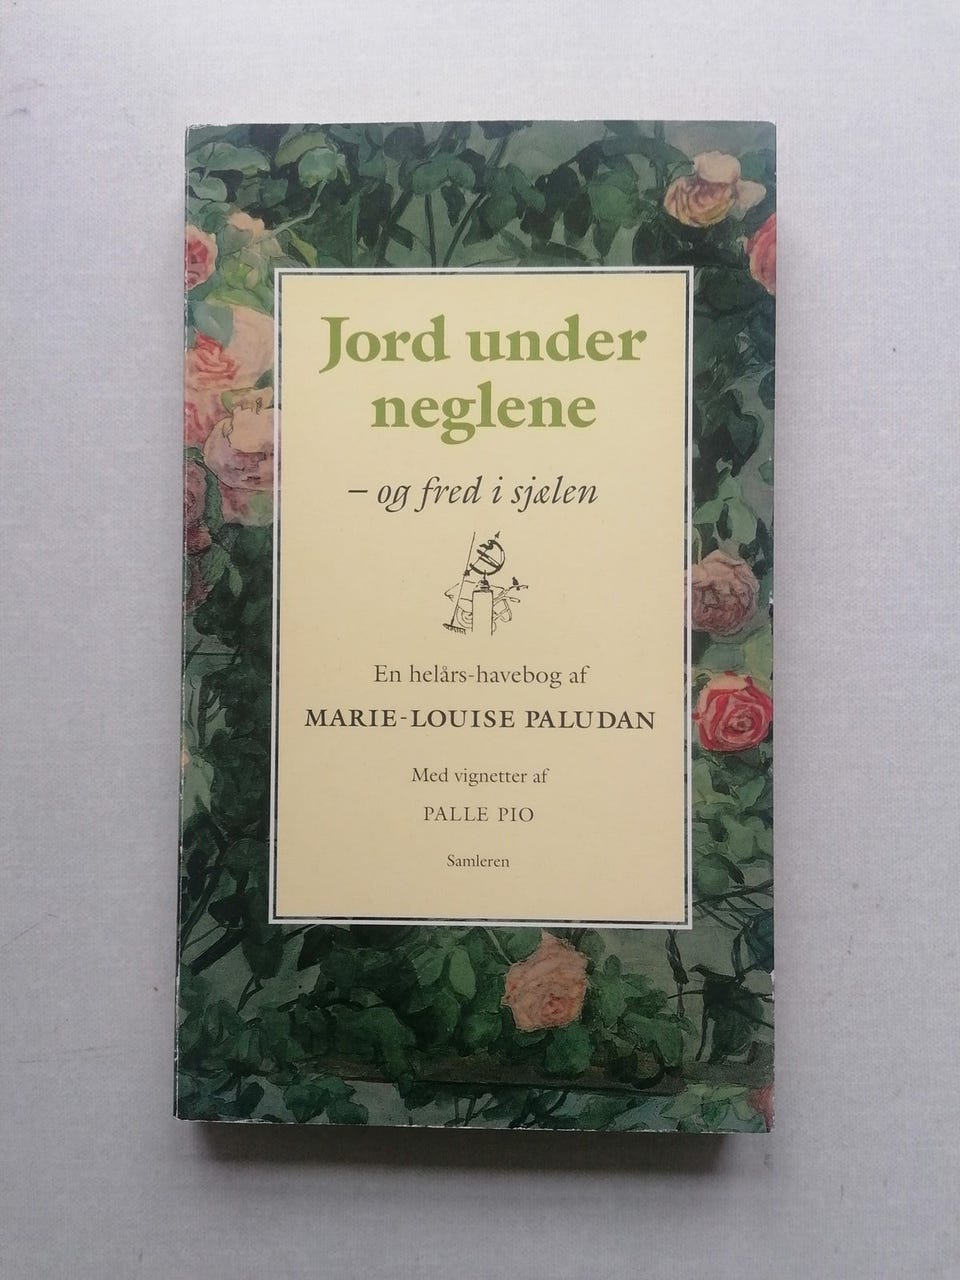 Jord under
neglene
– og fred i sjælen
En helårs-havebog af
MARIE-LOUISE PALUDAN
Med vignetter af
PALLE PIO
Samleren